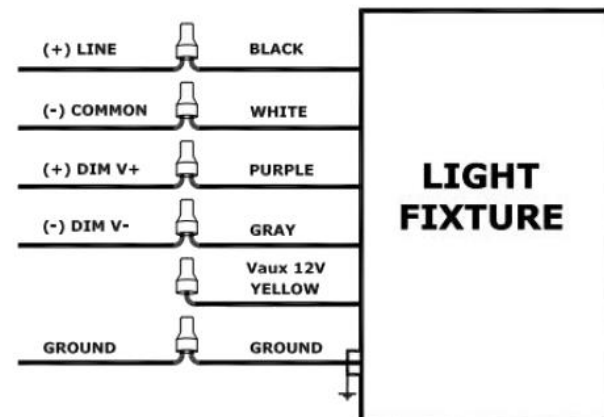 (+) LINE BLACK
(-) COMMON WHITE
(+) DIM V+ PURPLE
(-) DIM V- GRAY
Vaux 12V
YELLOW
GROUND GROUND
LIGHT
FIXTURE